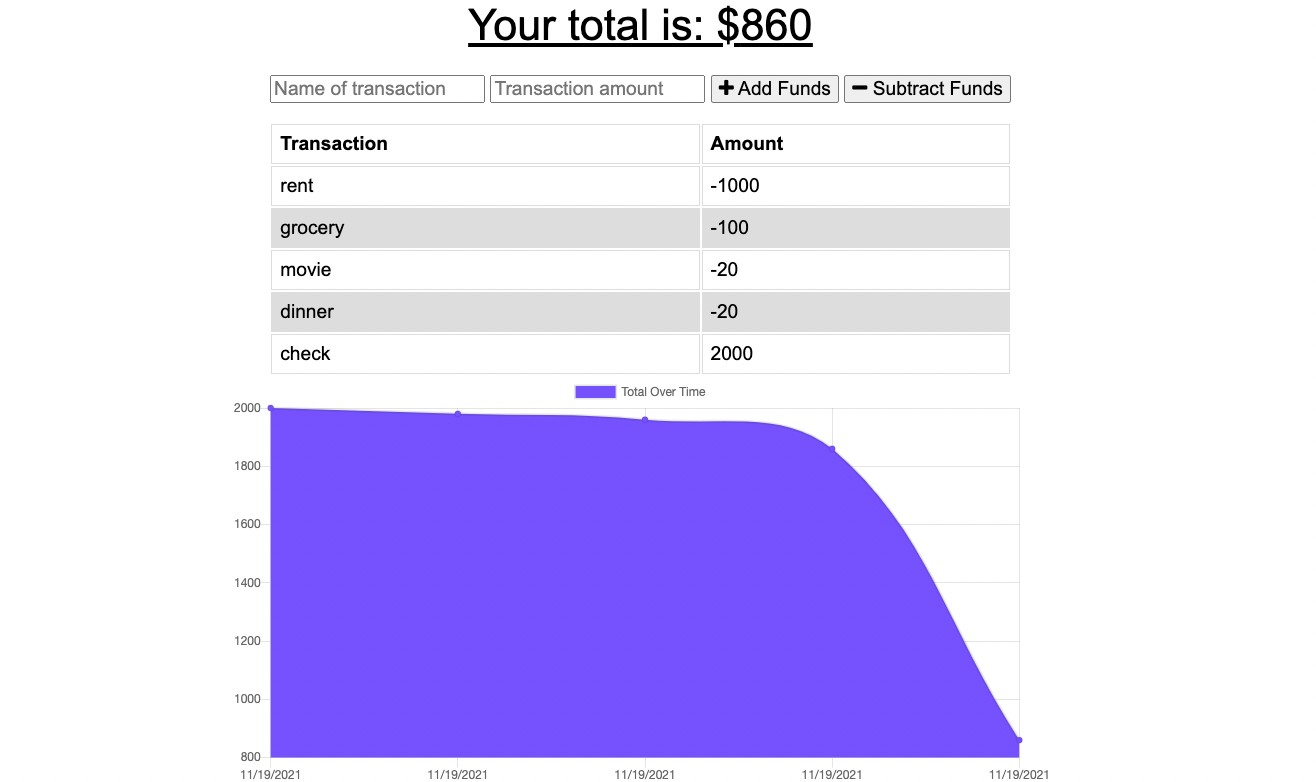 Your total is: $860
Name of transaction Transaction amount + Add Funds − Subtract Funds
Transaction Amount
rent -1000
grocery -100
movie -20
dinner -20
check 2000
Total Over Time
2000
1800
1600
1400
1200
1000
800
11/19/2021 11/19/2021 11/19/2021 11/19/2021 11/19/2021